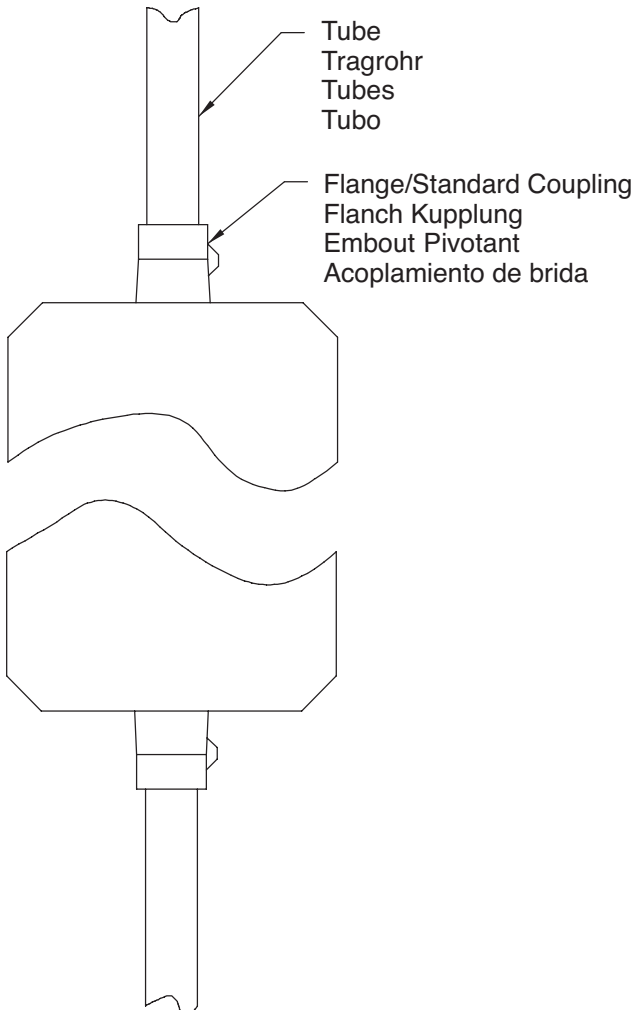 Tube
Tragrohr
Tubes
Tubo
Flange/Standard Coupling
Flanch Kupplung
Embout Pivotant
Acoplamiento de brida